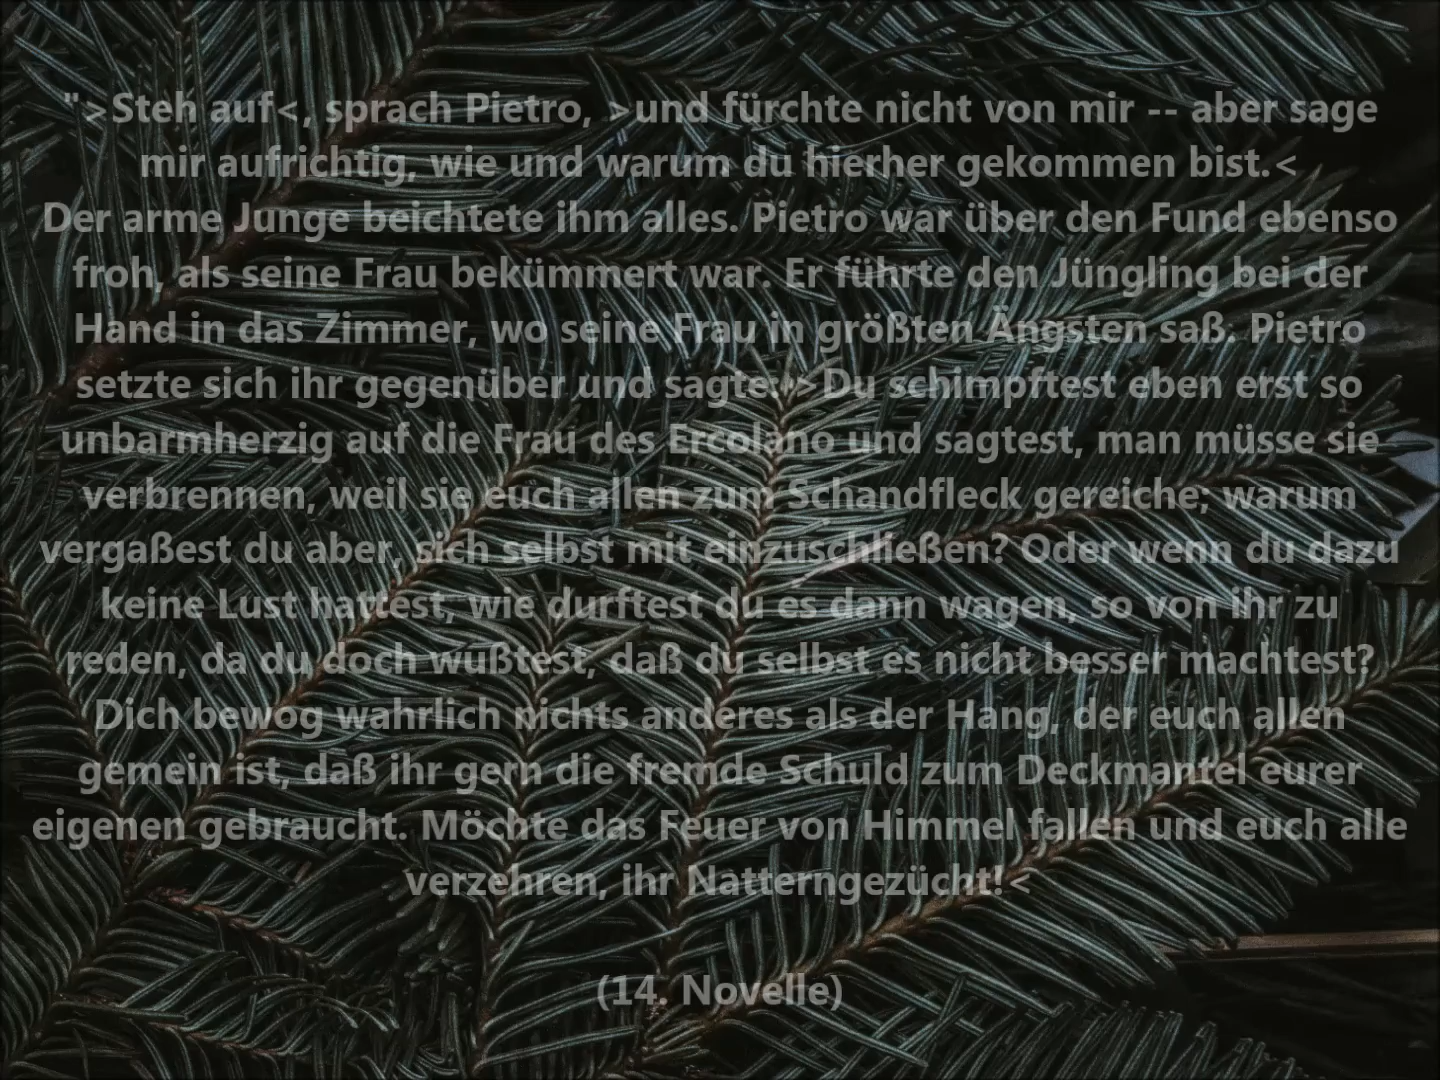 ">Steh auf<, sprach Pietro, >und fürchte nicht von mir -- aber sage
mir aufrichtig, wie und warum du hierher gekommen bist.<
Der arme Junge beichtete ihm alles. Pietro war über den Fund ebenso
froh, als seine Frau bekümmert war. Er führte den Jüngling bei der
Hand in das Zimmer, wo seine Frau in größten Ängsten saß. Pietro
setzte sich ihr gegenüber und sagte: >Du schimpftest eben erst so
unbarmherzig auf die Frau des Ercolano und sagtest, man müsse sie
verbrennen, weil sie euch allen zum Schandfleck gereiche; warum
vergaßest du aber, sich selbst mit einzuschließen? Oder wenn du dazu
keine Lust hattest, wie durftest du es dann wagen, so von ihr zu
reden, da du doch wußtest, daß du selbst es nicht besser machtest?
Dich bewog wahrlich nichts anderes als der Hang, der euch allen
gemein ist, daß ihr gern die fremde Schuld zum Deckmantel eurer
eigenen gebraucht. Möchte das Feuer von Himmel fallen und euch alle
verzehren, ihr Natterngezücht!<
(14. Novelle)